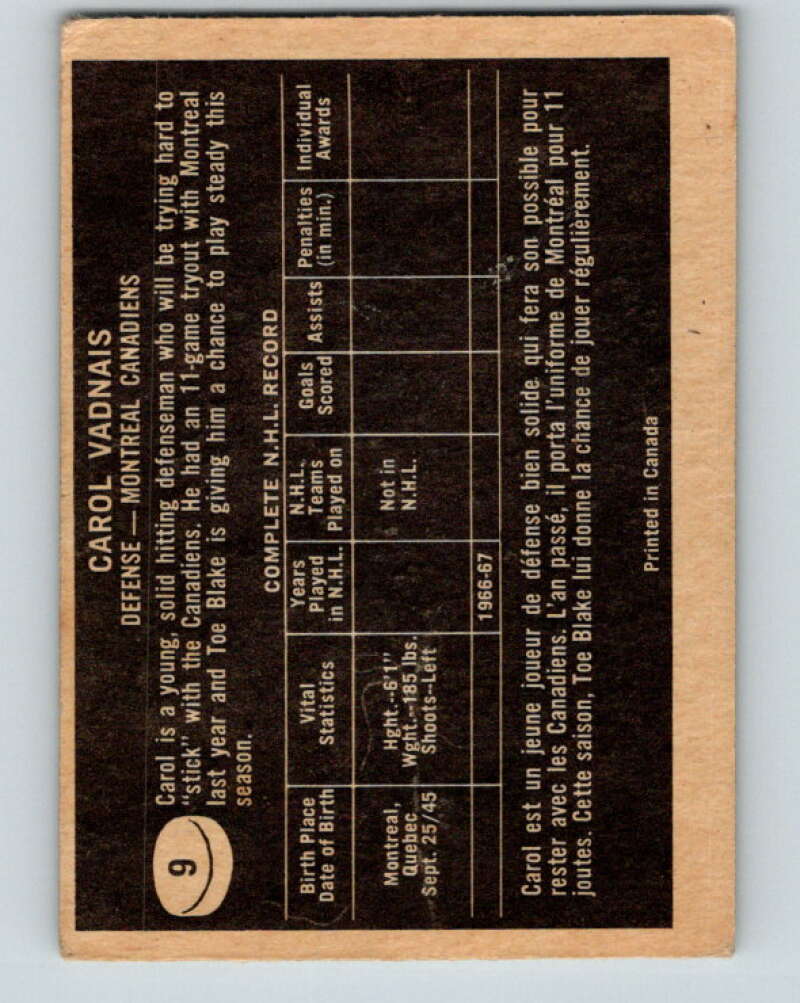 CAROL VADNAIS
DEFENSE — MONTREAL CANADIENS
9
Carol is a young, solid hitting defenseman who will be trying hard to
"stick" with the Canadiens. He had an 11-game tryout with Montreal
last year and Toe Blake is giving him a chance to play steady this
season.
COMPLETE N.H.L. RECORD
Birth Place
Date of Birth
Vital
Statistics
Years
Played
in N.H.L.
N.H.L.
Teams
Played on
Goals
Scored
Assists
Penalties
(in min.)
Individual
Awards
Montreal,
Quebec
Sept. 25/45
Hght.-6'1"
Wght.-185 lbs.
Shoots--Left
Not in
N.H.L.
1966-67
Carol est un jeune joueur de défense bien solide qui fera son possible pour
rester avec les Canadiens. L'an passé, il porta l'uniforme de Montréal pour 11
joutes. Cette saison, Toe Blake lui donne la chance de jouer régulièrement.
Printed in Canada